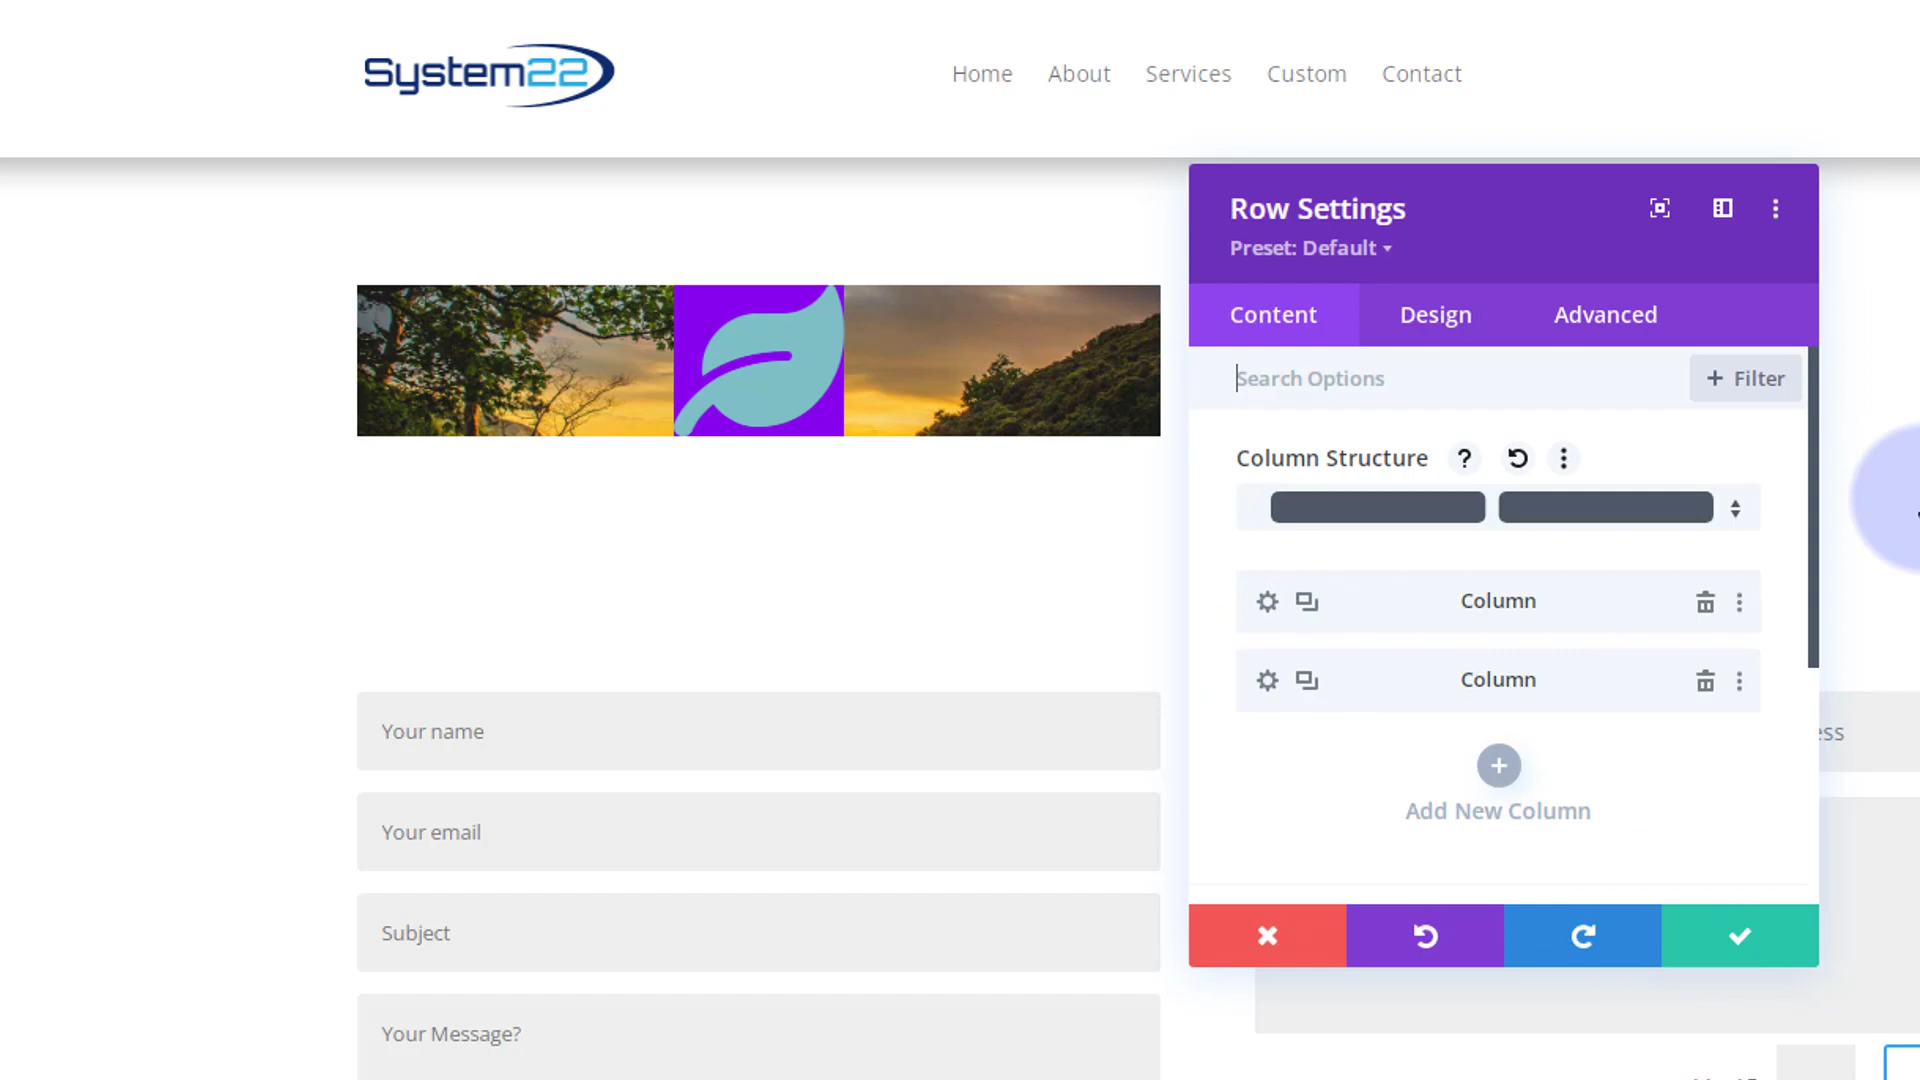 System22
Home About Services Custom Contact
Row Settings
Preset: Default
Content Design Advanced
Search Options
+ Filter
Column Structure ?
Column
Column
Add New Column
Your name
Your email
Subject
Your Message?
ess